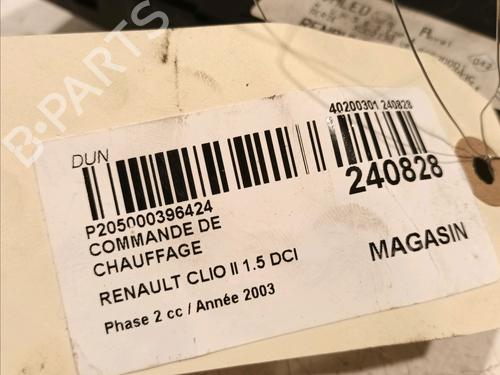 B-PARTS
RENAULT
DUN
40200301 240828
P205000396424
240828
COMMANDE DE
CHAUFFAGE
MAGASIN
RENAULT CLIO II 1.5 DCI
Phase 2 cc / Année 2003